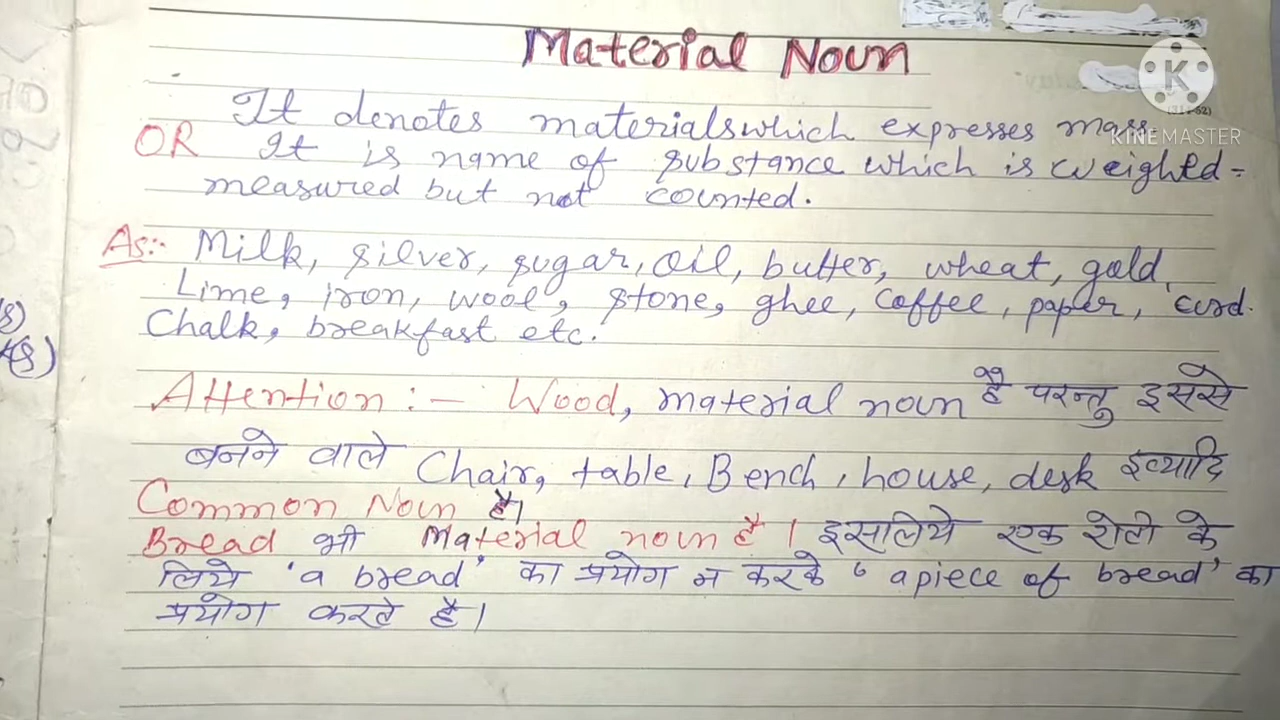 Material Noun
It denotes materials which expresses mass.
OR It is name of substance which is weighted -
measured but not counted.
As:- Milk, silver, sugar, oil, butter, wheat, gold,
Lime, iron, wool, stone, ghee, Coffee, paper, curd.
Chalk, breakfast etc.
Attention :- Wood, material noun है परन्तु इससे
बनने वाले Chair, table, Bench, house, desk इत्यादि
Common Noun है।
Bread भी Material noun है। इसलिये एक रोटी के
लिये 'a bread' का प्रयोग न करके 'a piece of bread' का
प्रयोग करते है।
KINEMASTER